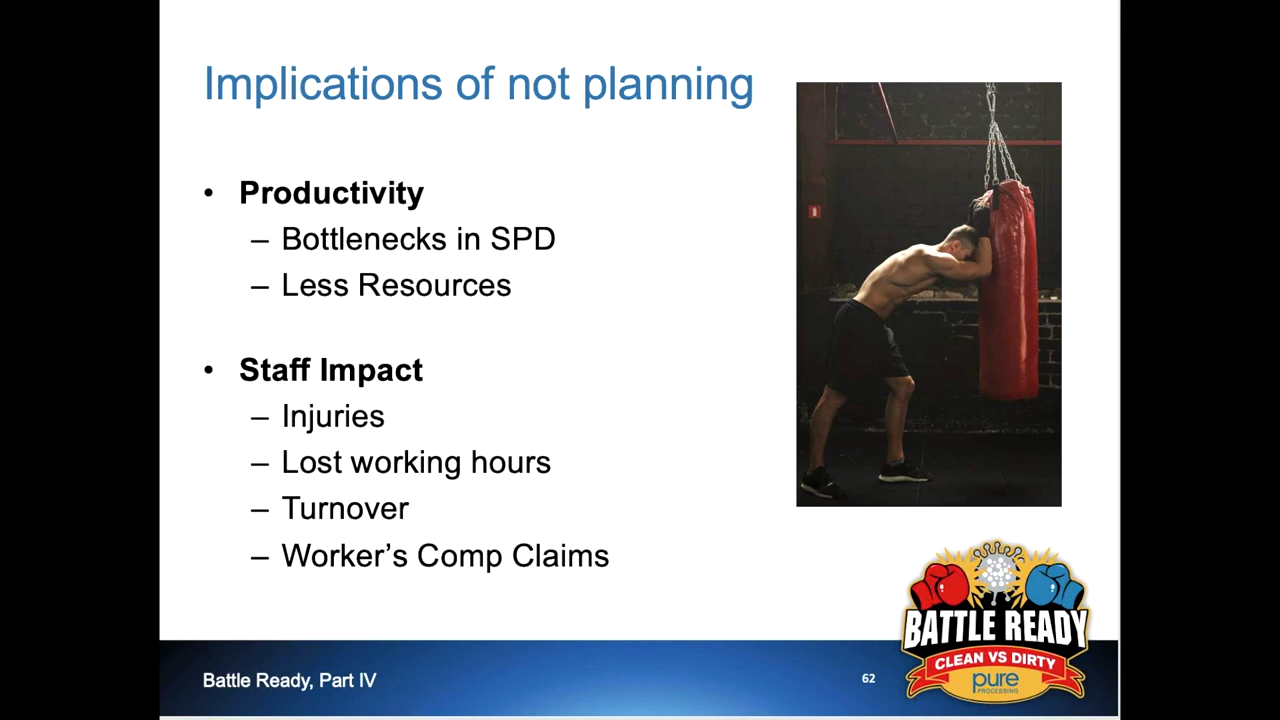 Implications of not planning
• Productivity
– Bottlenecks in SPD
– Less Resources
• Staff Impact
– Injuries
– Lost working hours
– Turnover
– Worker’s Comp Claims
BATTLE READY
CLEAN VS DIRTY
pure
PROCESSING
Battle Ready, Part IV
62